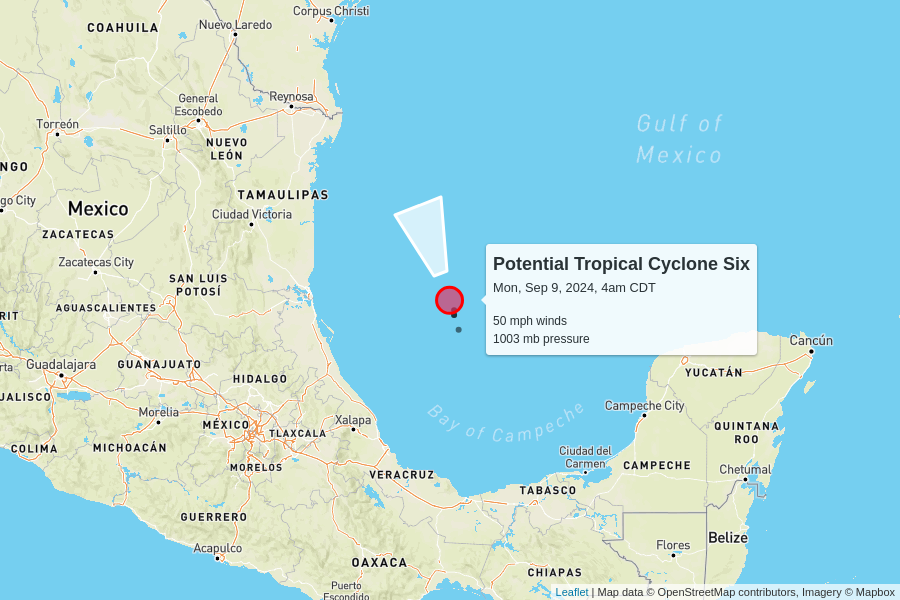 Corpus Christi
COAHUILA
Nuevo Laredo
Gulf of
Mexico
General
Escobedo
Reynosa
Torreón
Saltillo
NUEVO
LEÓN
NGO
TAMAULIPAS
go City
Mexico
Ciudad Victoria
ZACATECAS
Zacatecas City
Potential Tropical Cyclone Six
Mon, Sep 9, 2024, 4am CDT
50 mph winds
1003 mb pressure
SAN LUIS
POTOSÍ
AGUASCALIENTES
RIT
Cancún
rta
Guadalajara
GUANAJUATO
YUCATÁN
HIDALGO
JALISCO
Morelia
Xalapa
Bay of Campeche
Campeche City
MÉXICO
TLAXCALA
QUINTANA
ROO
COLIMA
MICHOACÁN
Ciudad del
Carmen
CAMPECHE
Chetumal
MORELOS
VERACRUZ
TABASCO
GUERRERO
Belize
Acapulco
Flores
OAXACA
CHIAPAS
Puerto
Escondido
Leaflet | Map data © OpenStreetMap contributors, Imagery © Mapbox